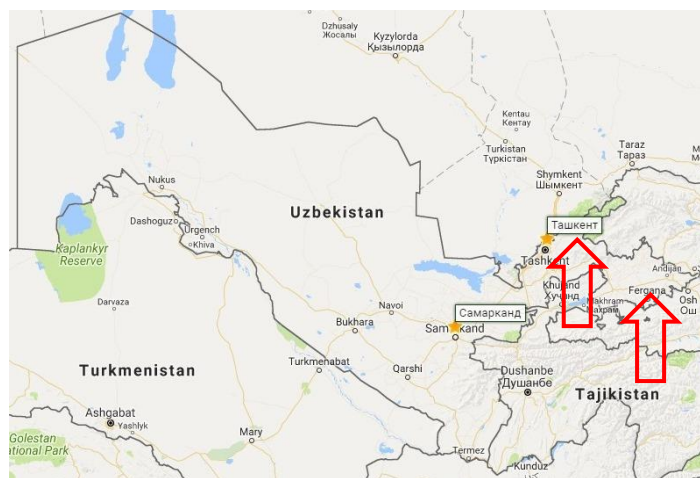 Dzhusaly
Жосалы
Kyzylorda
Қызылорда
Kentau
Кентау
Turkistan
Түркістан
Taraz
Тараз
Shymkent
Шымкент
Nukus
Uzbekistan
Ташкент
Tashkent
Dashoguz
Urgench
Khiva
Kaplankyr
Reserve
Andijan
Fergana
Osh
Ош
Khujand
Худжанд
Makhram
Махрам
Darvaza
Navoi
Самарканд
Samarkand
Bukhara
Turkmenistan
Turkmenabat
Qarshi
Dushanbe
Душанбе
Tajikistan
Ashgabat
Yashlyk
Mary
Golestan
National Park
Termez
Kunduz